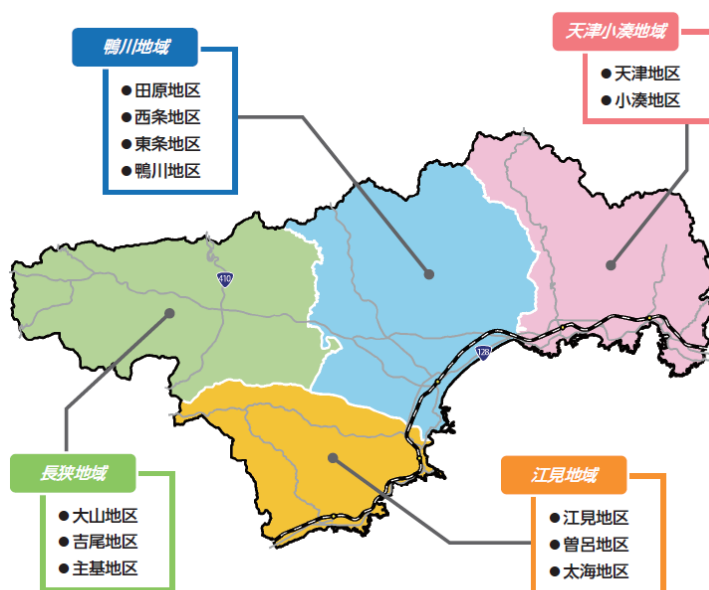 鴨川地域
●田原地区
●西条地区
●東条地区
●鴨川地区
天津小湊地域
●天津地区
●小湊地区
410
128
長狭地域
●大山地区
●吉尾地区
●主基地区
江見地域
●江見地区
●曽呂地区
●太海地区